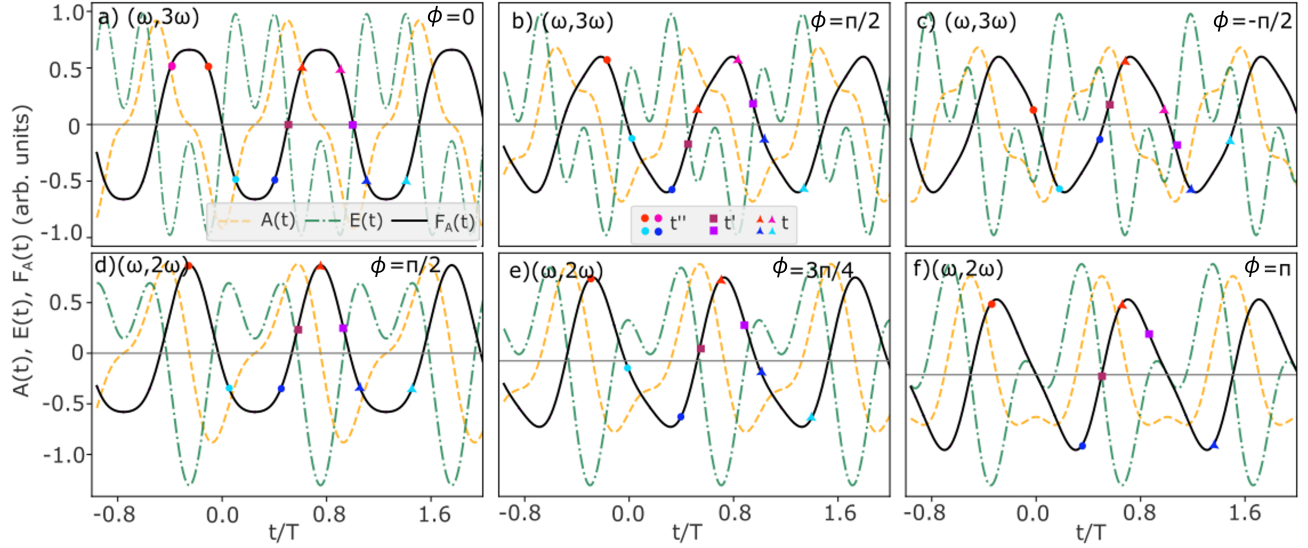 a) (ω,3ω) ϕ=0
b) (ω,3ω) ϕ=π/2
c) (ω,3ω) ϕ=-π/2
1.0
0.5
0
-0.5
-1.0
A(t) E(t) F_A(t)
t'' t' t
d)(ω,2ω) ϕ=π/2
e)(ω,2ω) ϕ=3π/4
f)(ω,2ω) ϕ=π
0.5
0
-0.5
-1.0
A(t), E(t), F_A(t) (arb. units)
-0.8 0.0 0.8 1.6
-0.8 0.0 0.8 1.6
-0.8 0.0 0.8 1.6
t/T
t/T
t/T